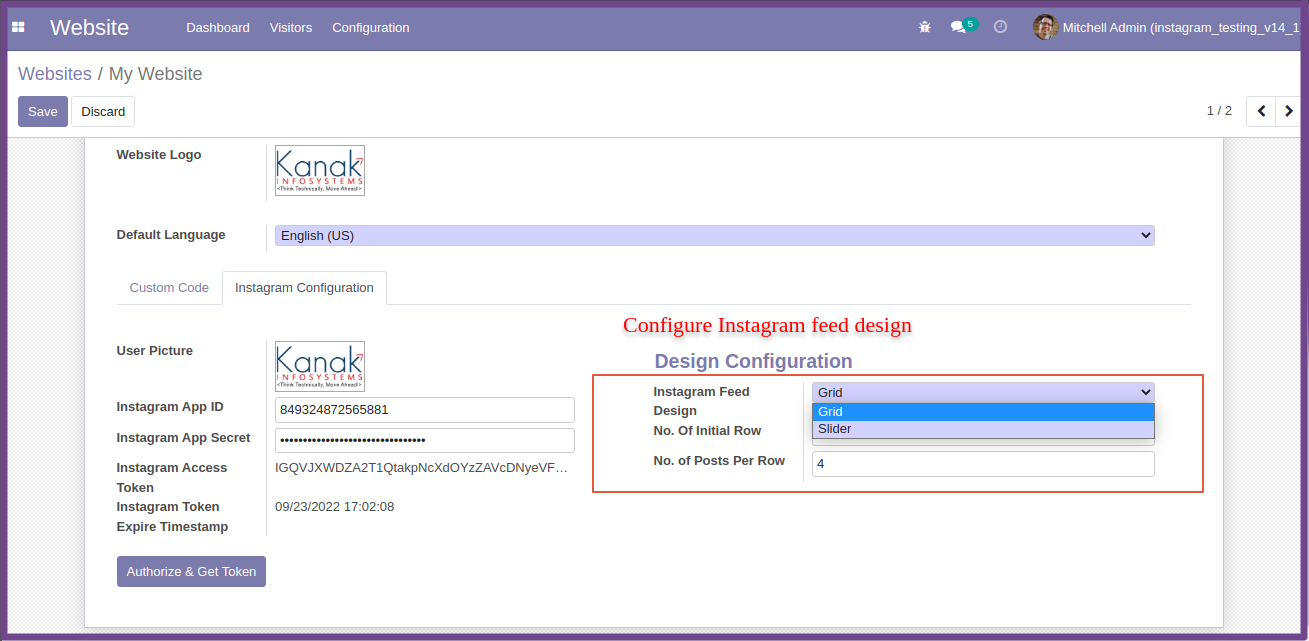 Website Dashboard Visitors Configuration 5 Mitchell Admin (instagram_testing_v14_1
Websites / My Website
Save Discard 1 / 2
Website Logo
Kanak
INFOSYSTEMS
<Think Technically, Move Ahead!>
Default Language English (US)
Custom Code Instagram Configuration
Configure Instagram feed design
Design Configuration
User Picture
Kanak
INFOSYSTEMS
<Think Technically, Move Ahead!>
Instagram App ID 849324872565881
Instagram App Secret ••••••••••••••••••••••••••••••••
Instagram Access
Token
IGQVJXWDZA2T1QtakpNcXdOYzZAVcDNyeVF…
Instagram Token
Expire Timestamp
09/23/2022 17:02:08
Authorize & Get Token
Instagram Feed
Design
Grid
Grid
Slider
No. Of Initial Row
No. of Posts Per Row 4